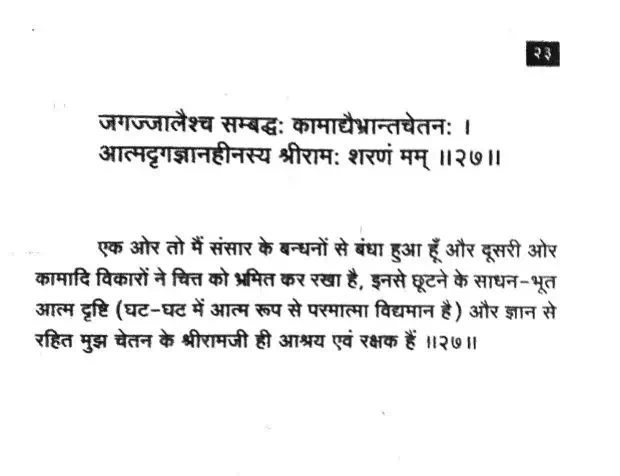 २३
जगज्जालैश्च सम्बद्धः कामाद्यैभ्रान्तचेतनः ।
आत्मदृगज्ञानहीनस्य श्रीरामः शरणं मम् ॥२७॥
एक ओर तो मैं संसार के बन्धनों से बंधा हुआ हूँ और दूसरी ओर
कामादि विकारों ने चित्त को भ्रमित कर रखा है, इनसे छूटने के साधन-भूत
आत्म दृष्टि (घट-घट में आत्म रूप से परमात्मा विद्यमान है) और ज्ञान से
रहित मुझ चेतन के श्रीरामजी ही आश्रय एवं रक्षक हैं ॥२७॥